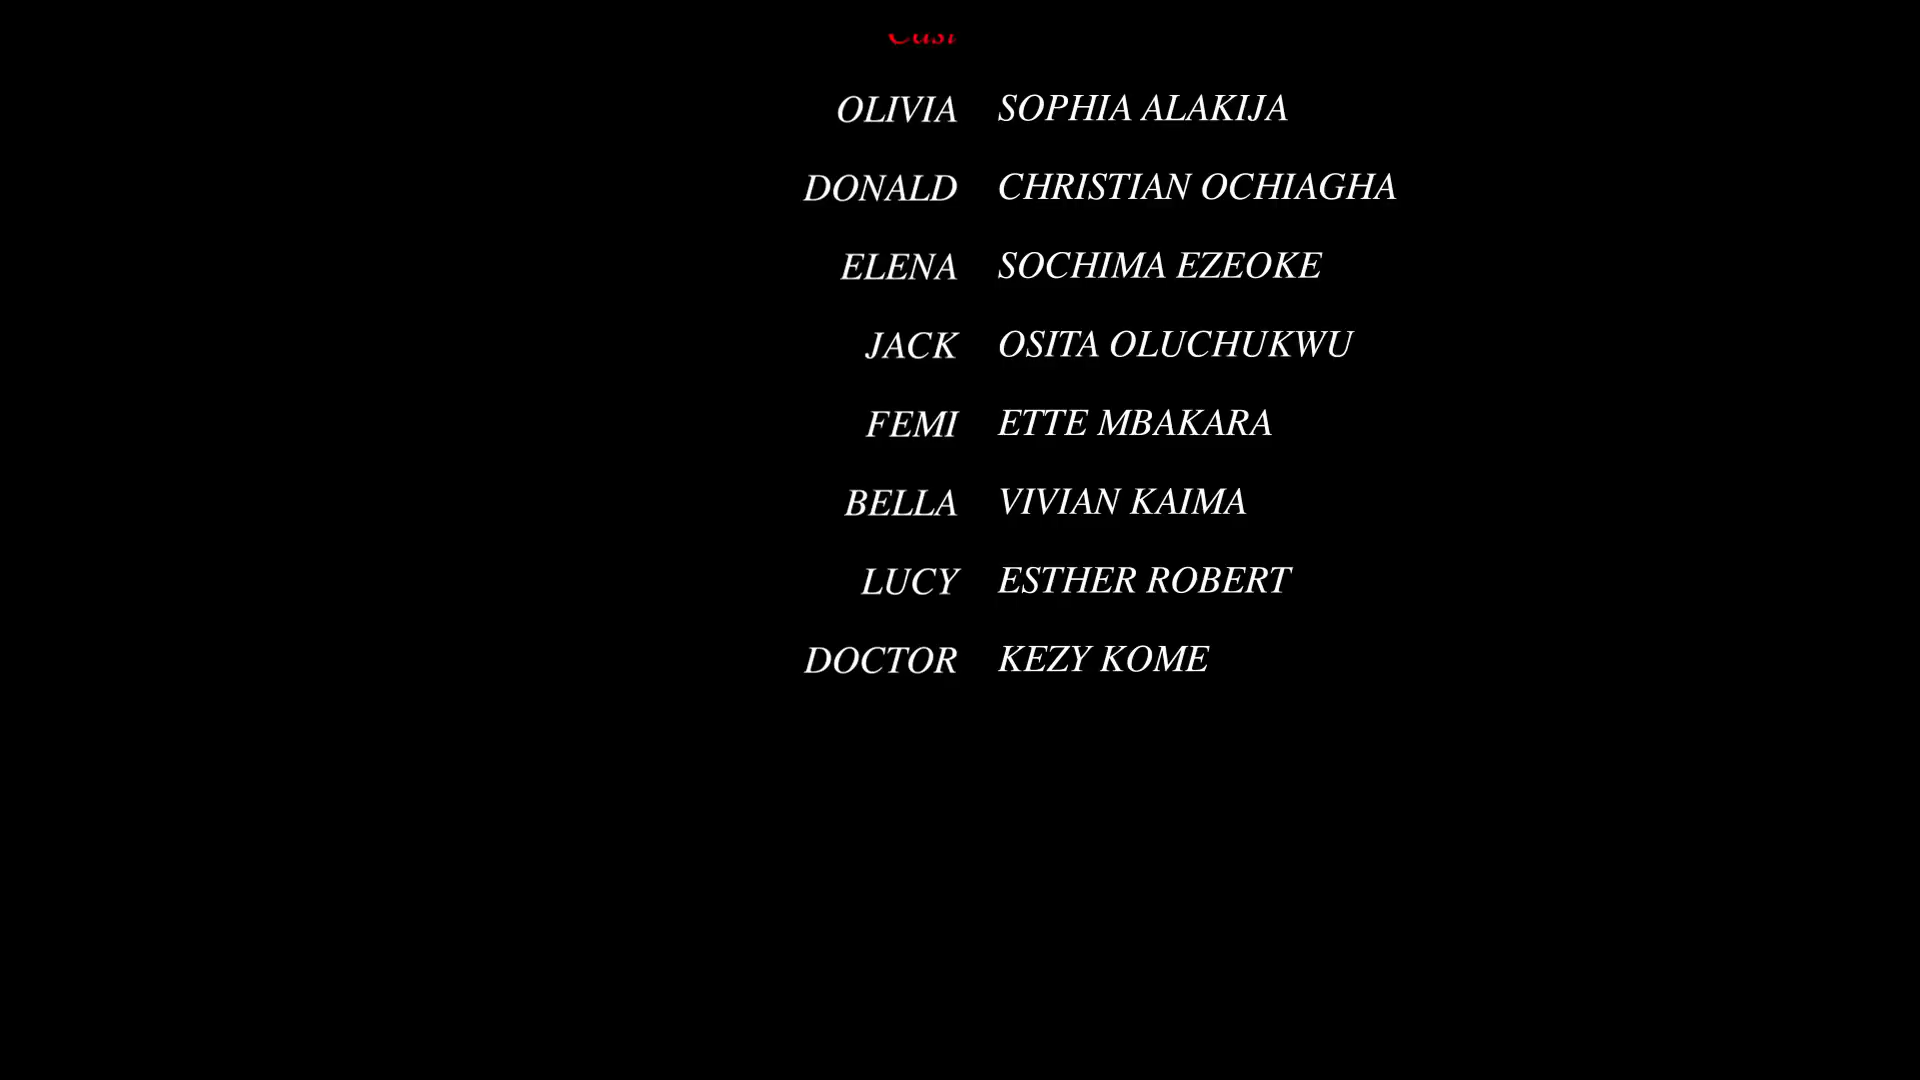 Cast
OLIVIA SOPHIA ALAKIJA
DONALD CHRISTIAN OCHIAGHA
ELENA SOCHIMA EZEOKE
JACK OSITA OLUCHUKWU
FEMI ETTE MBAKARA
BELLA VIVIAN KAIMA
LUCY ESTHER ROBERT
DOCTOR KEZY KOME